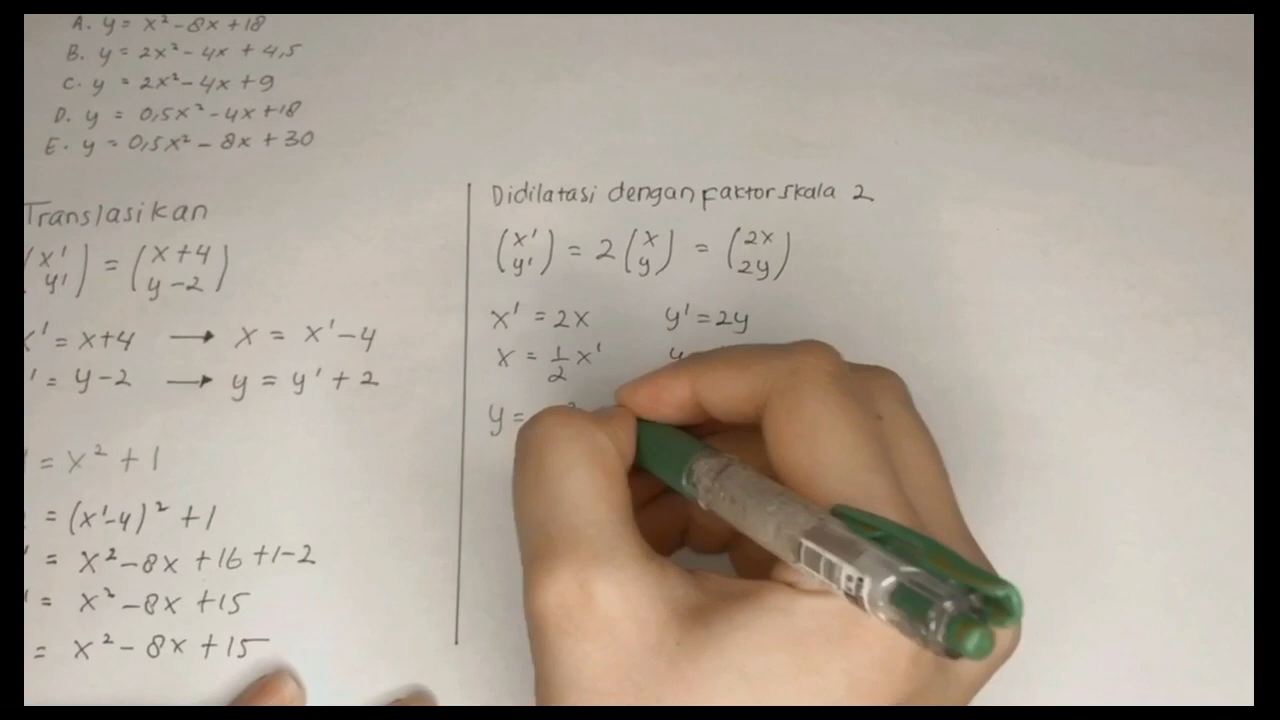 A. y = x² - 8x + 18
B. y = 2x² - 4x + 4,5
C. y = 2x² - 4x + 9
D. y = 0,5x² - 4x + 18
E. y = 0,5x² - 8x + 30
Translasikan
(x' y') = (x+4 y-2)
x' = x+4 → x = x' - 4
' = y-2 → y = y' + 2
= x² + 1
= (x'-4)² + 1
= x² - 8x + 16 + 1 - 2
= x² - 8x + 15
= x² - 8x + 15
Didilatasi dengan faktor skala 2
(x' y') = 2 (x y) = (2x 2y)
x' = 2x y' = 2y
x = 1/2 x'
y =